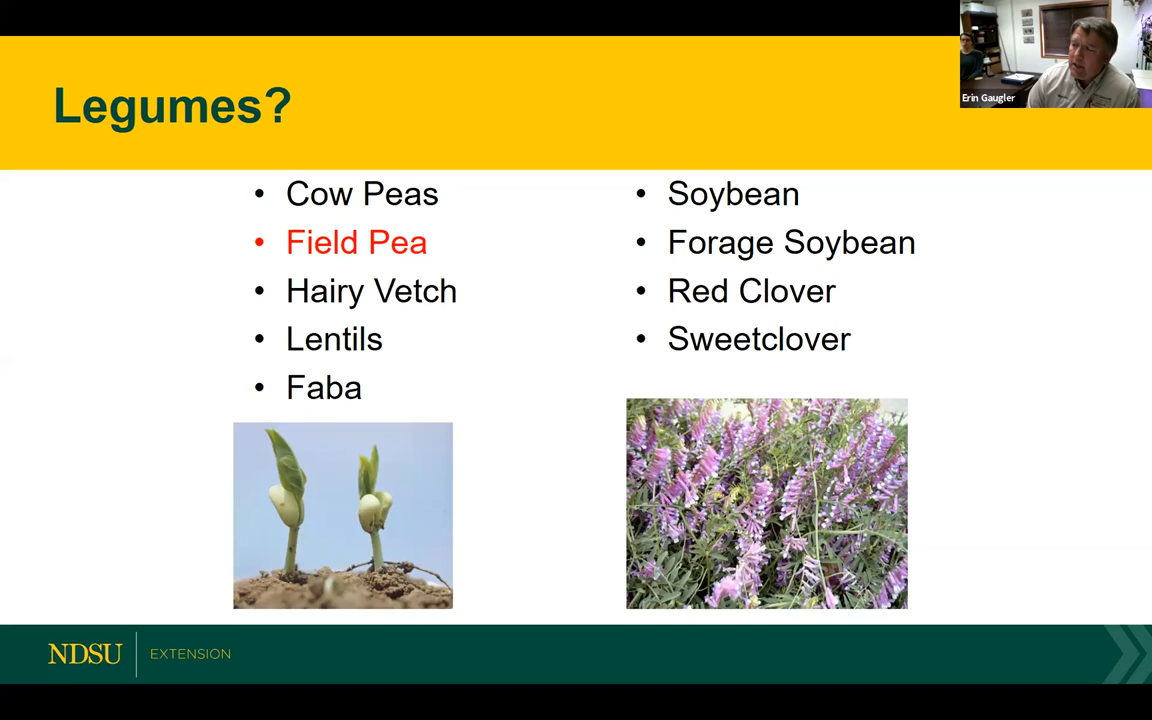 Legumes?
Erin Gaugler
• Cow Peas
• Field Pea
• Hairy Vetch
• Lentils
• Faba
• Soybean
• Forage Soybean
• Red Clover
• Sweetclover
NDSU EXTENSION